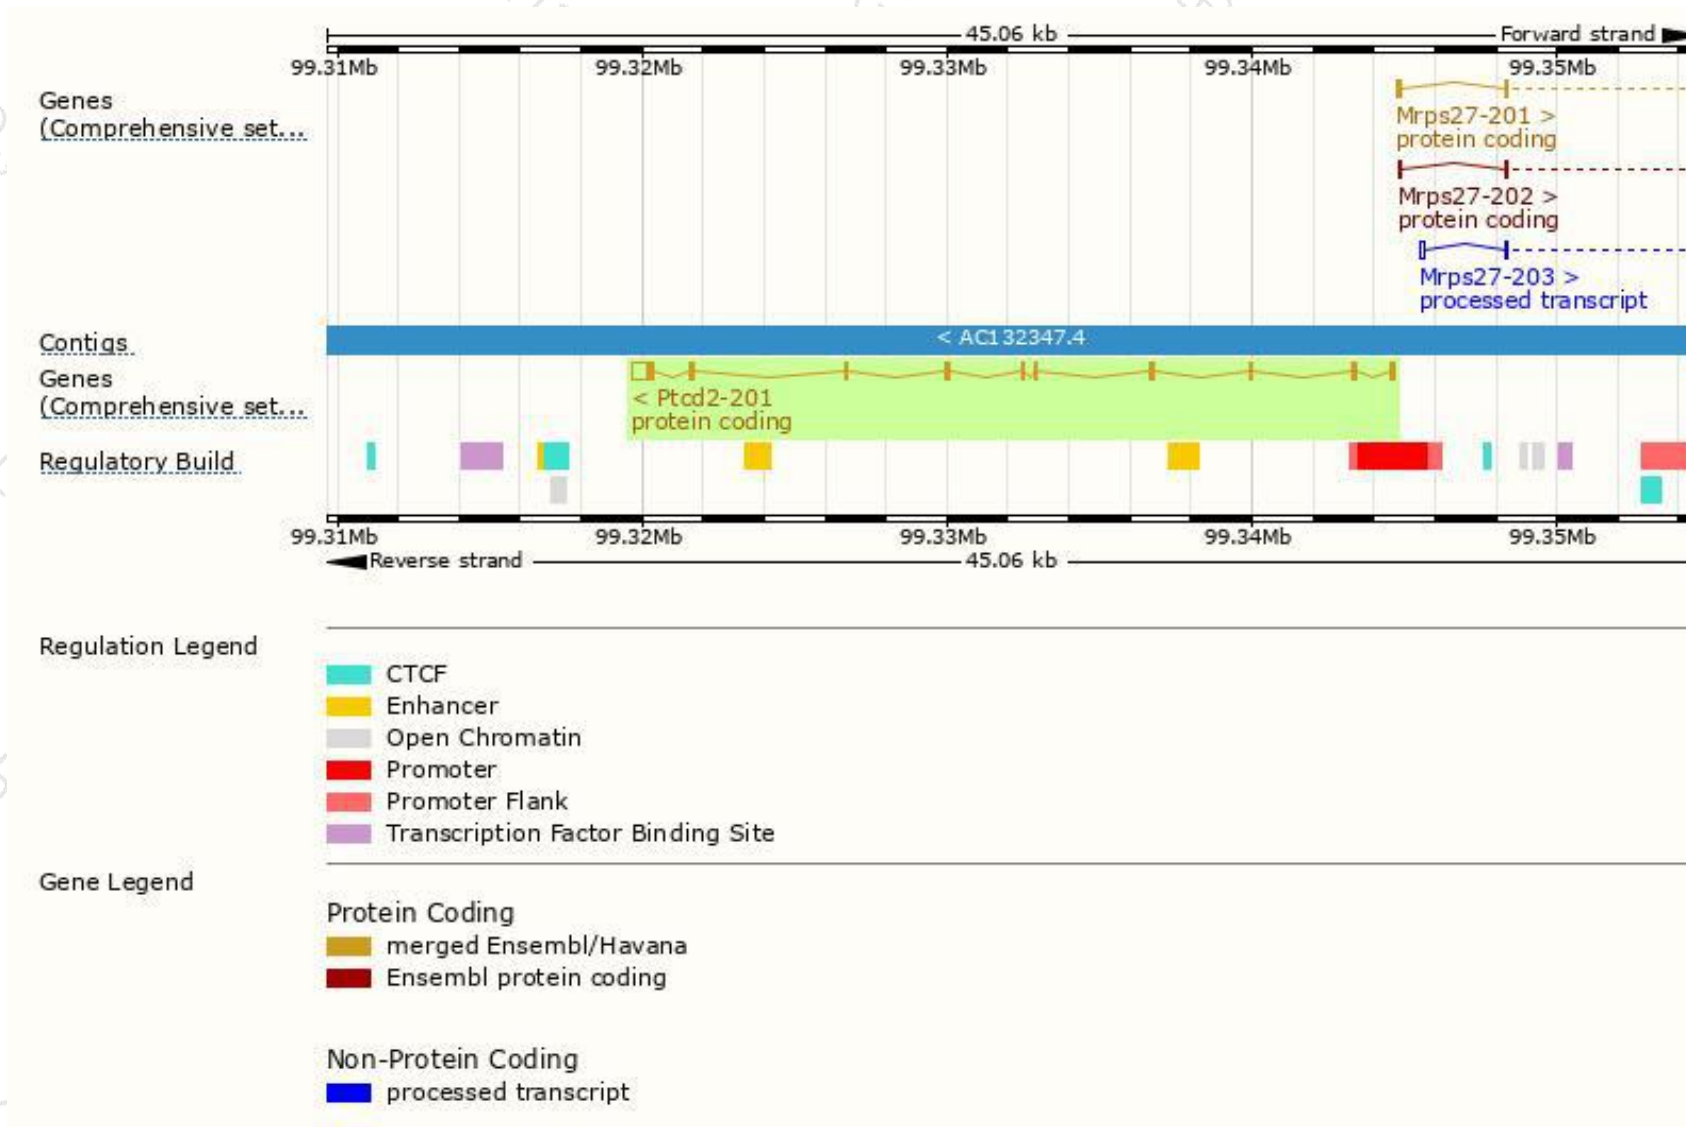 45.06 kb Forward strand
99.31Mb 99.32Mb 99.33Mb 99.34Mb 99.35Mb
Genes
(Comprehensive set...
Mrps27-201 >
protein coding
Mrps27-202 >
protein coding
Mrps27-203 >
processed transcript
Contigs
< AC132347.4
Genes
(Comprehensive set...
< Ptcd2-201
protein coding
Regulatory Build
99.31Mb 99.32Mb 99.33Mb 99.34Mb 99.35Mb
Reverse strand 45.06 kb
Regulation Legend
CTCF
Enhancer
Open Chromatin
Promoter
Promoter Flank
Transcription Factor Binding Site
Gene Legend
Protein Coding
merged Ensembl/Havana
Ensembl protein coding
Non-Protein Coding
processed transcript